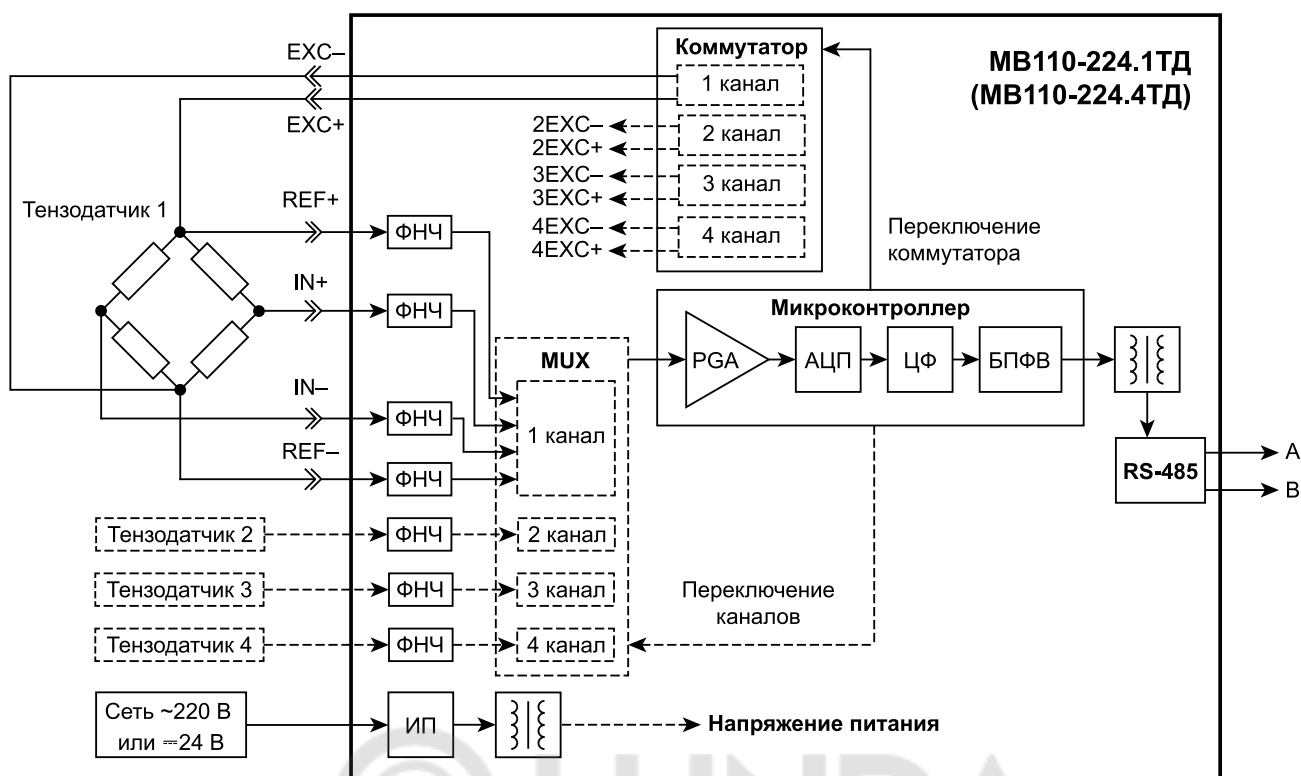 МВ110-224.1ТД
(МВ110-224.4ТД)
Коммутатор
1 канал
2 канал
3 канал
4 канал
EXC–
EXC+
2EXC–
2EXC+
3EXC–
3EXC+
4EXC–
4EXC+
Переключение
коммутатора
Тензодатчик 1
REF+
ФНЧ
IN+
ФНЧ
IN–
ФНЧ
REF–
ФНЧ
MUX
1 канал
Микроконтроллер
PGA
АЦП
ЦФ
БПФВ
RS-485
A
B
Тензодатчик 2
ФНЧ
2 канал
Тензодатчик 3
ФНЧ
3 канал
Тензодатчик 4
ФНЧ
4 канал
Переключение
каналов
Сеть ~220 В
или ⎓24 В
ИП
Напряжение питания